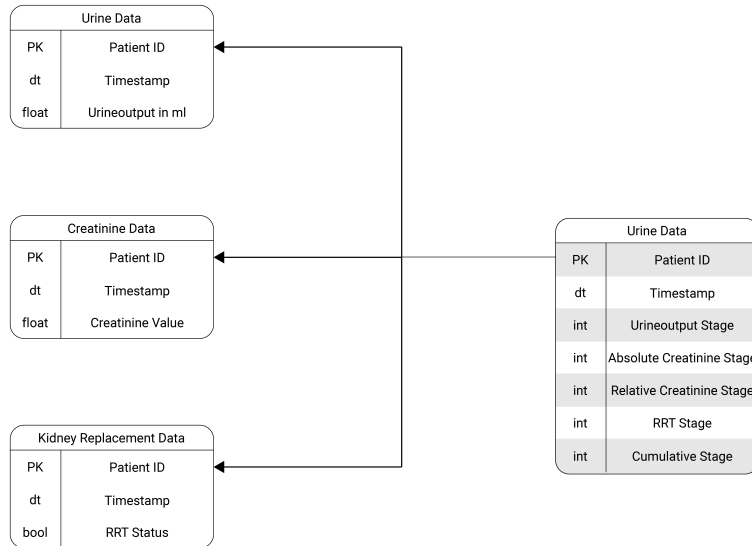 Urine Data
PK Patient ID
dt Timestamp
float Urineoutput in ml
Creatinine Data
PK Patient ID
dt Timestamp
float Creatinine Value
Kidney Replacement Data
PK Patient ID
dt Timestamp
bool RRT Status
Urine Data
PK Patient ID
dt Timestamp
int Urineoutput Stage
int Absolute Creatinine Stage
int Relative Creatinine Stage
int RRT Stage
int Cumulative Stage